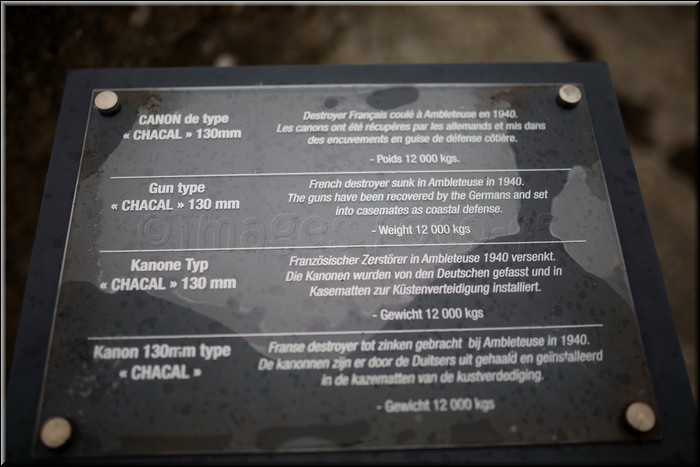 CANON de type
« CHACAL » 130mm
Destroyer Français coulé à Ambleteuse en 1940.
Les canons ont été récupéres par les allemands et mis dans
des encuvements en guise de défense côtière.
- Poids 12 000 kgs.
Gun type
« CHACAL » 130 mm
French destroyer sunk in Ambleteuse in 1940.
The guns have been recovered by the Germans and set
into casemates as coastal defense.
- Weight 12 000 kgs
Kanone Typ
« CHACAL » 130 mm
Französischer Zerstörer in Ambleteuse 1940 versenkt.
Die Kanonen wurden von den Deutschen gefasst und in
Kasematten zur Küstenverteidigung installiert.
- Gewicht 12 000 kgs
Kanon 130mm type
« CHACAL »
Franse destroyer tot zinken gebracht bij Ambleteuse in 1940.
De kanonnen zijn er door de Duitsers uit gehaald en geïnstalleerd
in de kazematten van de kustverdediging.
- Gewicht 12 000 kgs